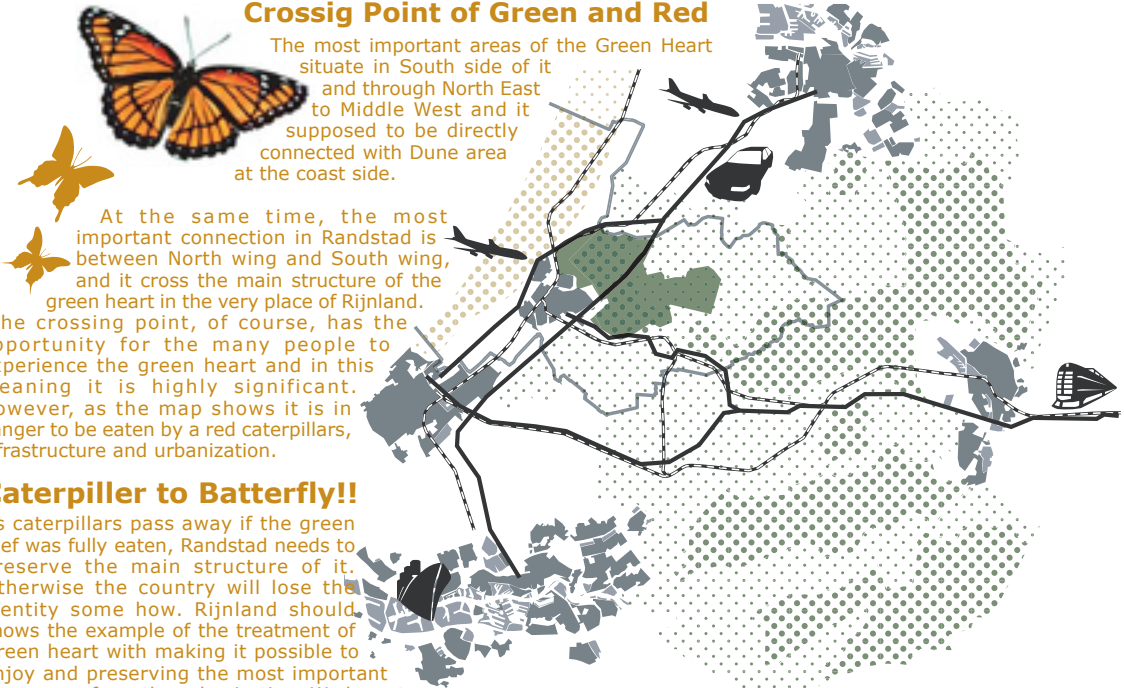 Crossig Point of Green and Red
The most important areas of the Green Heart
situate in South side of it
and through North East
to Middle West and it
supposed to be directly
connected with Dune area
at the coast side.
At the same time, the most
important connection in Randstad is
between North wing and South wing,
and it cross the main structure of the
green heart in the very place of Rijnland.
he crossing point, of course, has the
pportunity for the many people to
xperience the green heart and in this
eaning it is highly significant.
owever, as the map shows it is in
anger to be eaten by a red caterpillars,
frastructure and urbanization.
Caterpiller to Batterfly!!
s caterpillars pass away if the green
ef was fully eaten, Randstad needs to
reserve the main structure of it.
therwise the country will lose the
entity some how. Rijnland should
hows the example of the treatment of
reen heart with making it possible to
njoy and preserving the most important